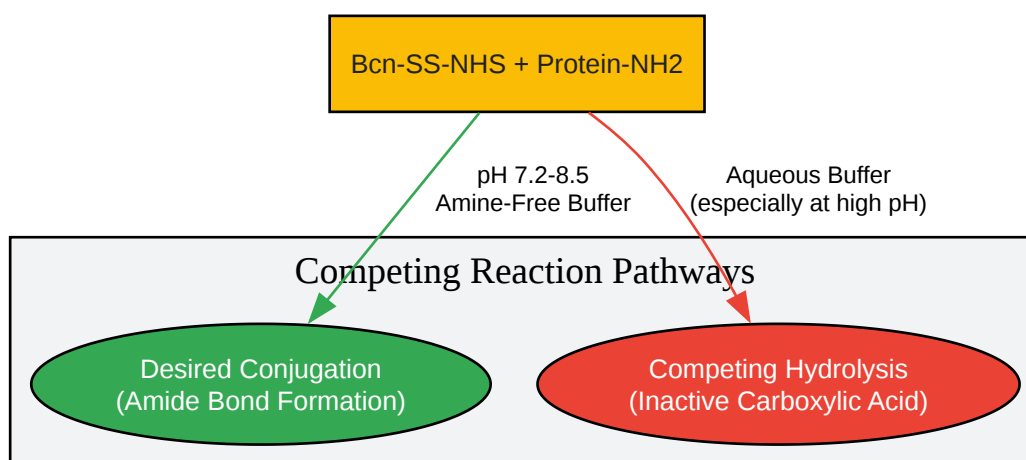 Bcn-SS-NHS + Protein-NH2
pH 7.2-8.5
Amine-Free Buffer
Aqueous Buffer
(especially at high pH)
Competing Reaction Pathways
Desired Conjugation
(Amide Bond Formation)
Competing Hydrolysis
(Inactive Carboxylic Acid)